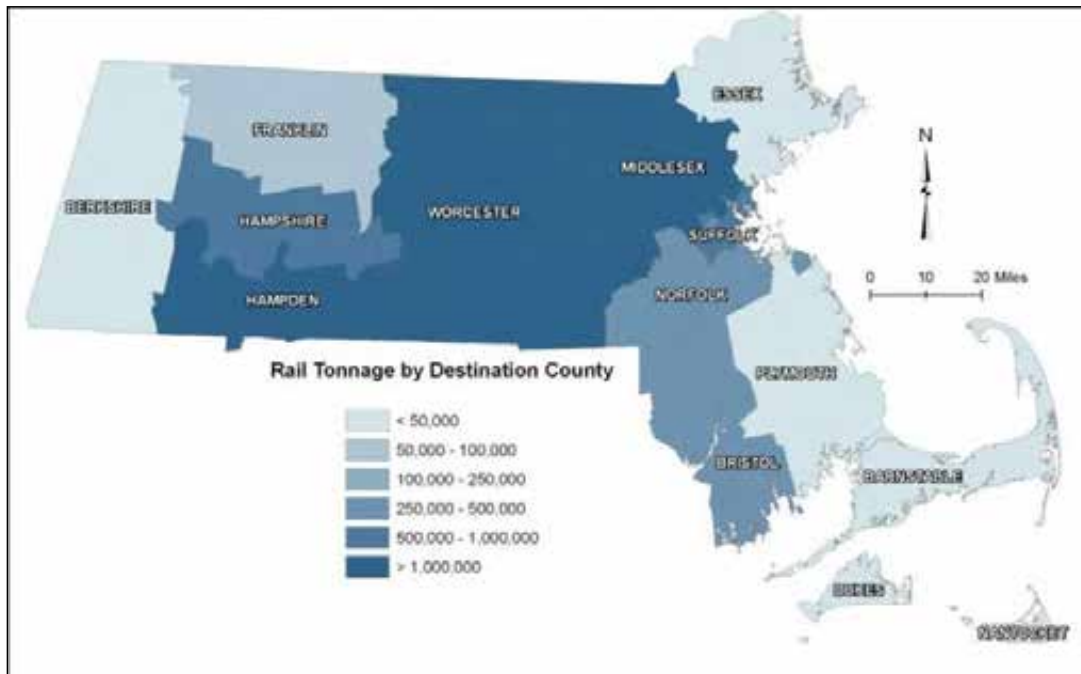 ESSEX
FRANKLIN
N
MIDDLESEX
BERKSHIRE
HAMPSHIRE
WORCESTER
SUFFOLK
0 10 20 Miles
HAMPDEN
NORFOLK
Rail Tonnage by Destination County
PLYMOUTH
< 50,000
50,000 - 100,000
100,000 - 250,000
250,000 - 500,000
500,000 - 1,000,000
> 1,000,000
BRISTOL
BARNSTABLE
DUKES
NANTUCKET